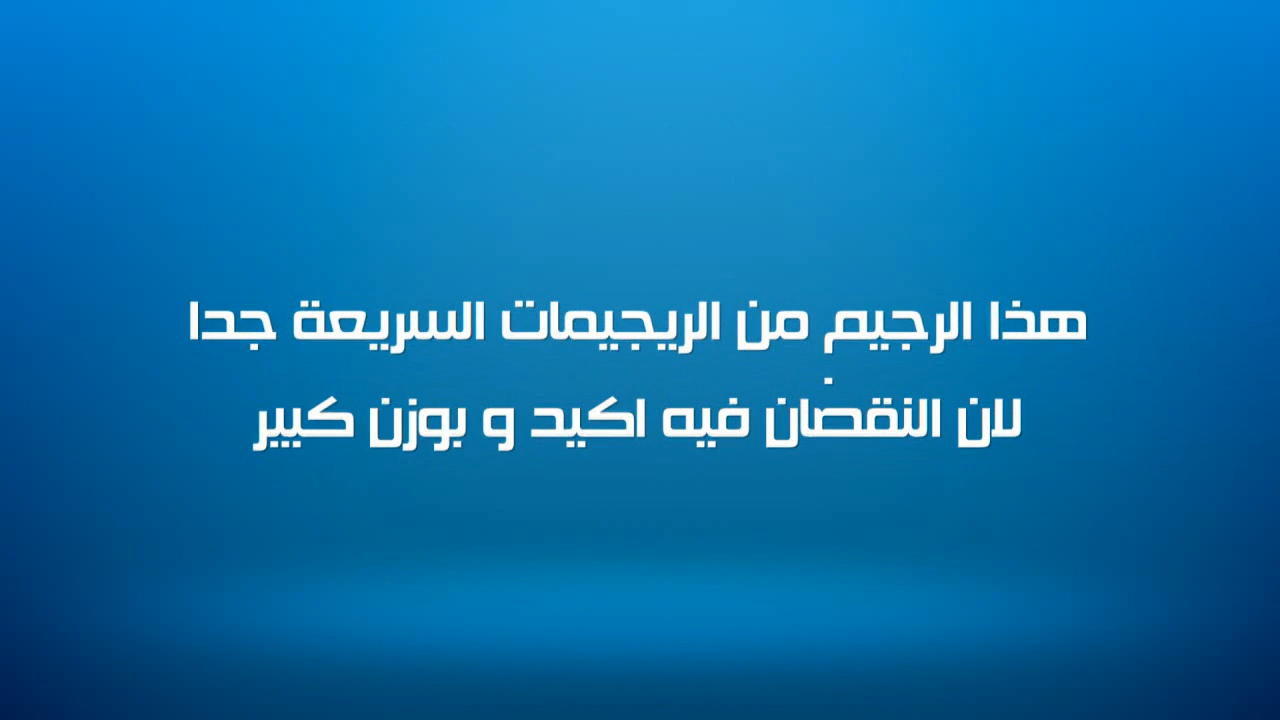 هذا الرجيم من الريجيمات السريعة جدا
لان النقصان فيه اكيد و بوزن كبير